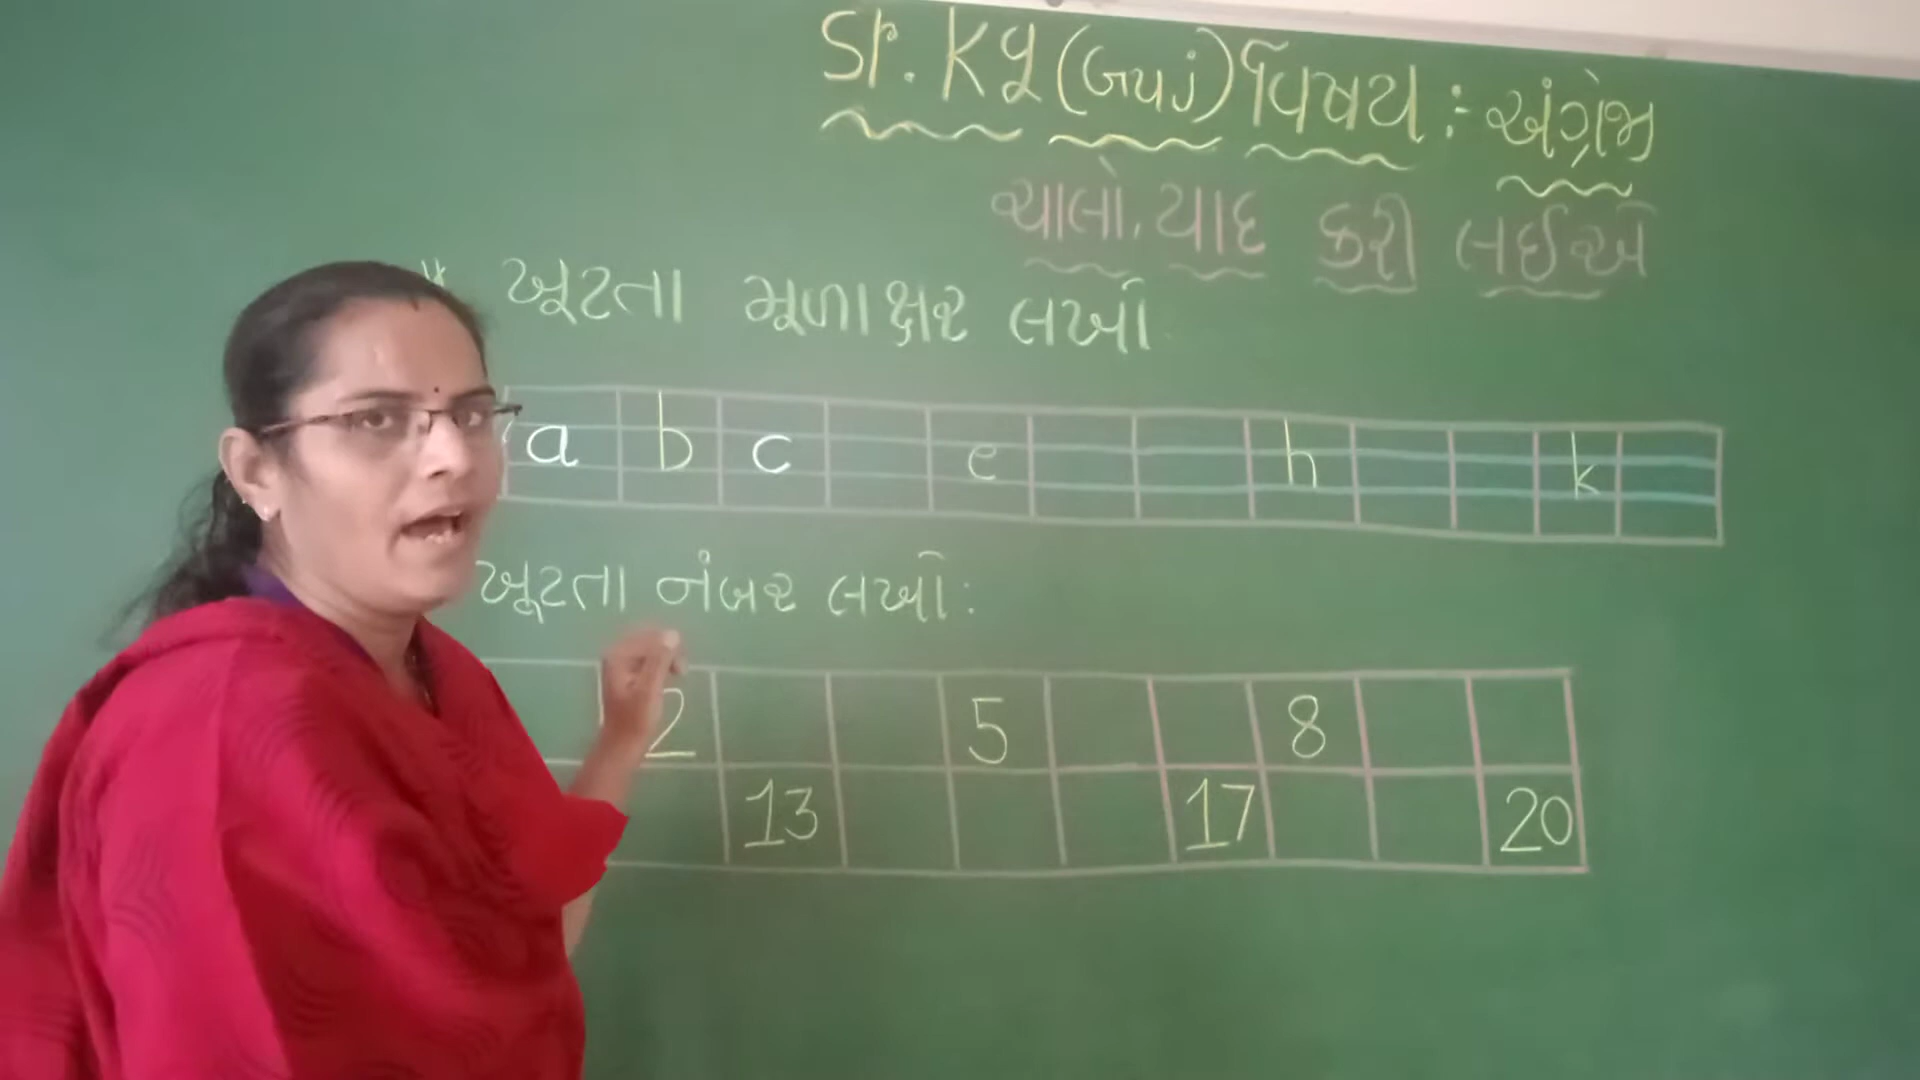 Sr. Kg (Guj) વિષય :- અંગ્રેજી
ચાલો, યાદ કરી લઈએ
* ખૂટતા મૂળાક્ષર લખો.
a b c e h k
ખૂટતા નંબર લખો:
2 5 8
13 17 20